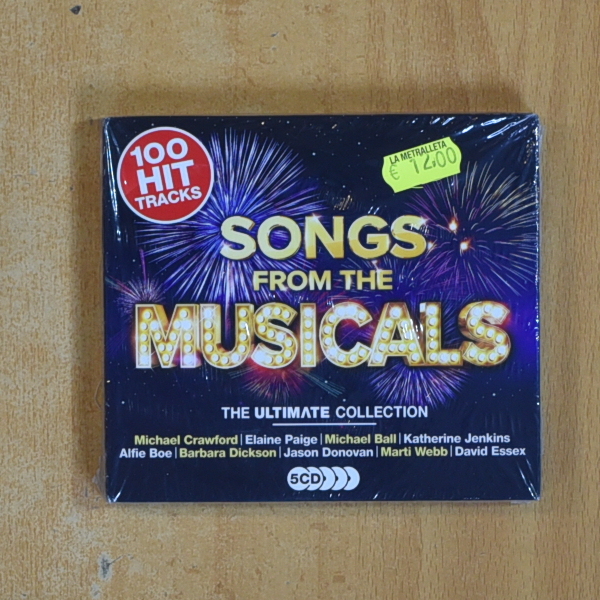 100
HIT
TRACKS
LA METRALLETA
€ 12,00
SONGS
FROM THE
MUSICALS
THE ULTIMATE COLLECTION
Michael Crawford | Elaine Paige | Michael Ball | Katherine Jenkins
Alfie Boe | Barbara Dickson | Jason Donovan | Marti Webb | David Essex
5CD